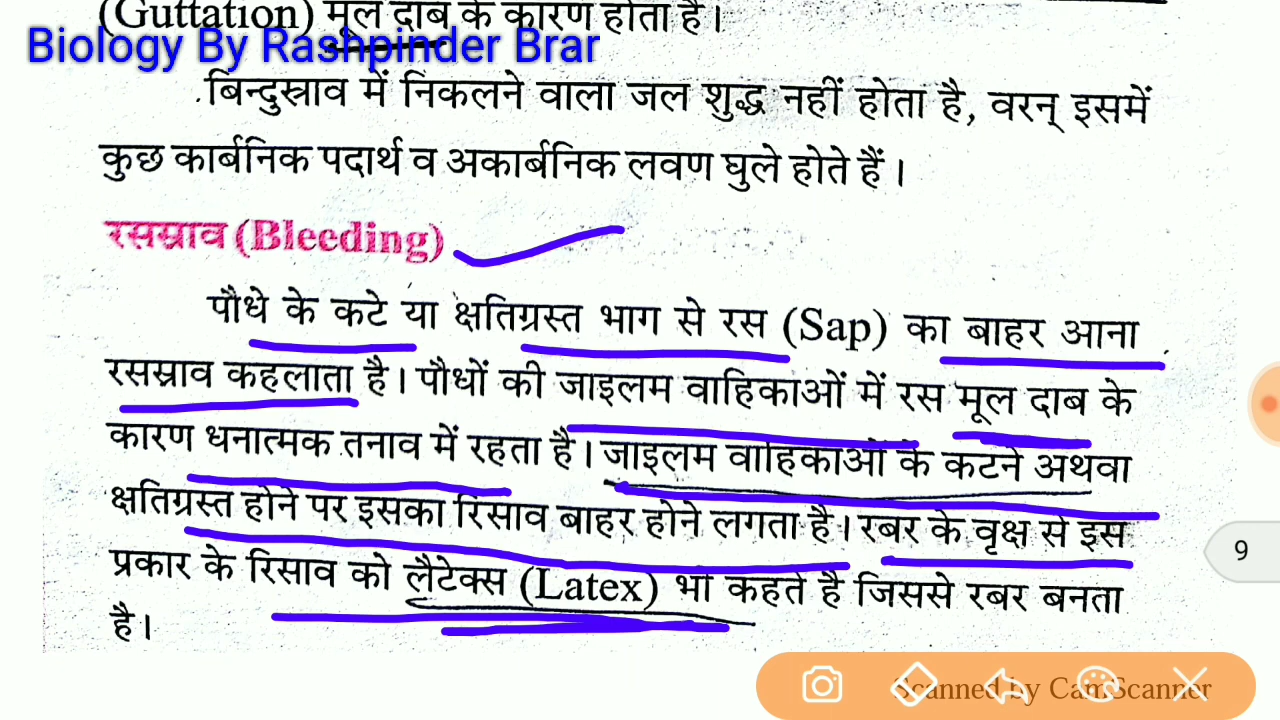 (Guttation) मूल दाब के कारण होता है।
Biology By Rashpinder Brar
बिन्दुस्राव में निकलने वाला जल शुद्ध नहीं होता है, वरन् इसमें
कुछ कार्बनिक पदार्थ व अकार्बनिक लवण घुले होते हैं।
रसस्राव (Bleeding)
पौधे के कटे या क्षतिग्रस्त भाग से रस (Sap) का बाहर आना
रसस्राव कहलाता है। पौधों की जाइलम वाहिकाओं में रस मूल दाब के
कारण धनात्मक तनाव में रहता है। जाइलम वाहिकाओं के कटने अथवा
क्षतिग्रस्त होने पर इसका रिसाव बाहर होने लगता है। रबर के वृक्ष से इस
प्रकार के रिसाव को लैटेक्स (Latex) भी कहते है जिससे रबर बनता
है।
9
Scanned by CamScanner